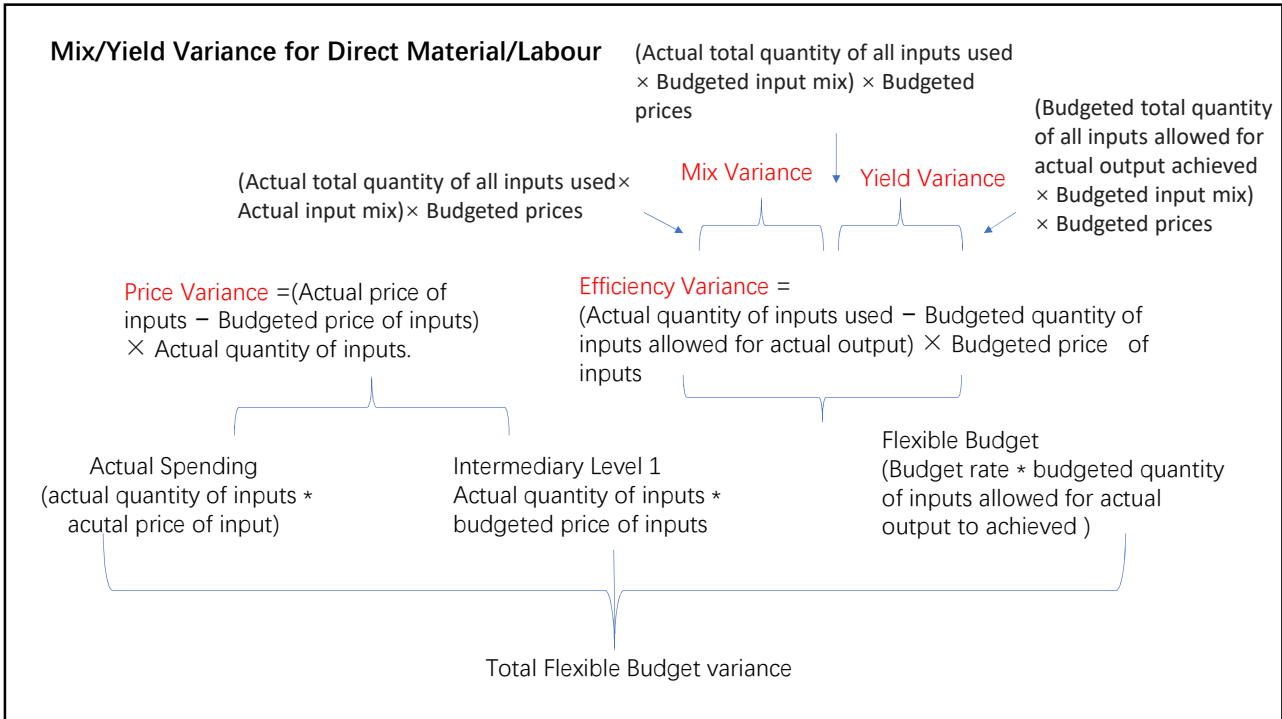 Mix/Yield Variance for Direct Material/Labour
(Actual total quantity of all inputs used
× Budgeted input mix) × Budgeted
prices
(Budgeted total quantity
of all inputs allowed for
actual output achieved
× Budgeted input mix)
× Budgeted prices
Mix Variance
Yield Variance
(Actual total quantity of all inputs used×
Actual input mix)× Budgeted prices
Price Variance =(Actual price of
inputs − Budgeted price of inputs)
× Actual quantity of inputs.
Efficiency Variance =
(Actual quantity of inputs used − Budgeted quantity of
inputs allowed for actual output) × Budgeted price of
inputs
Actual Spending
(actual quantity of inputs *
acutal price of input)
Intermediary Level 1
Actual quantity of inputs *
budgeted price of inputs
Flexible Budget
(Budget rate * budgeted quantity
of inputs allowed for actual
output to achieved )
Total Flexible Budget variance